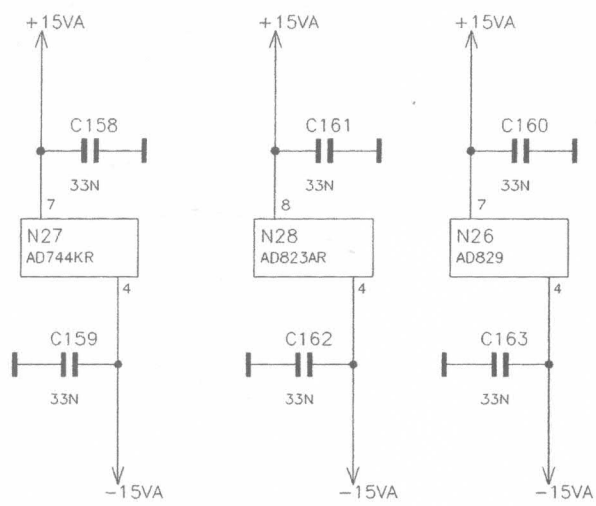 +15VA +15VA +15VA
C158 C161 C160
33N 33N 33N
7 8 7
N27 N28 N26
AD744KR AD823AR AD829
4 4 4
C159 C162 C163
33N 33N 33N
-15VA -15VA -15VA